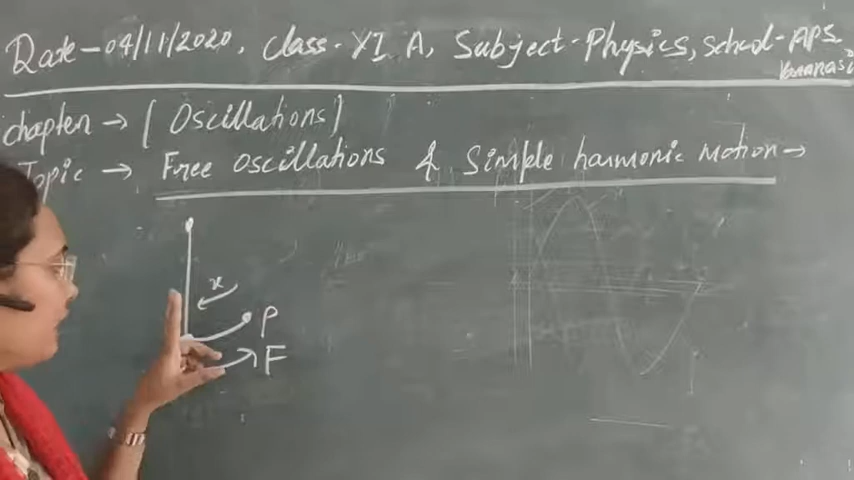 Date - 04/11/2020, Class - XI A, Subject - Physics, School - APS
Varanasi
Chapter → [Oscillations]
Topic → Free oscillations & Simple harmonic motion →
x
P
F